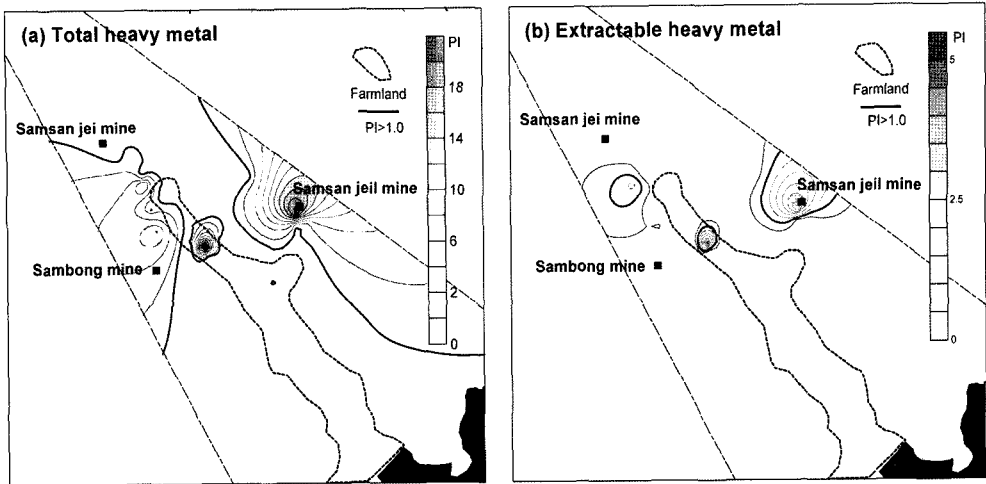 (a) Total heavy metal
PI
18
14
10
6
2
0
Farmland
PI>1.0
Samsan jei mine
Samsan jeil mine
Sambong mine
(b) Extractable heavy metal
PI
5
2.5
0
Farmland
PI>1.0
Samsan jei mine
Samsan jeil mine
Sambong mine